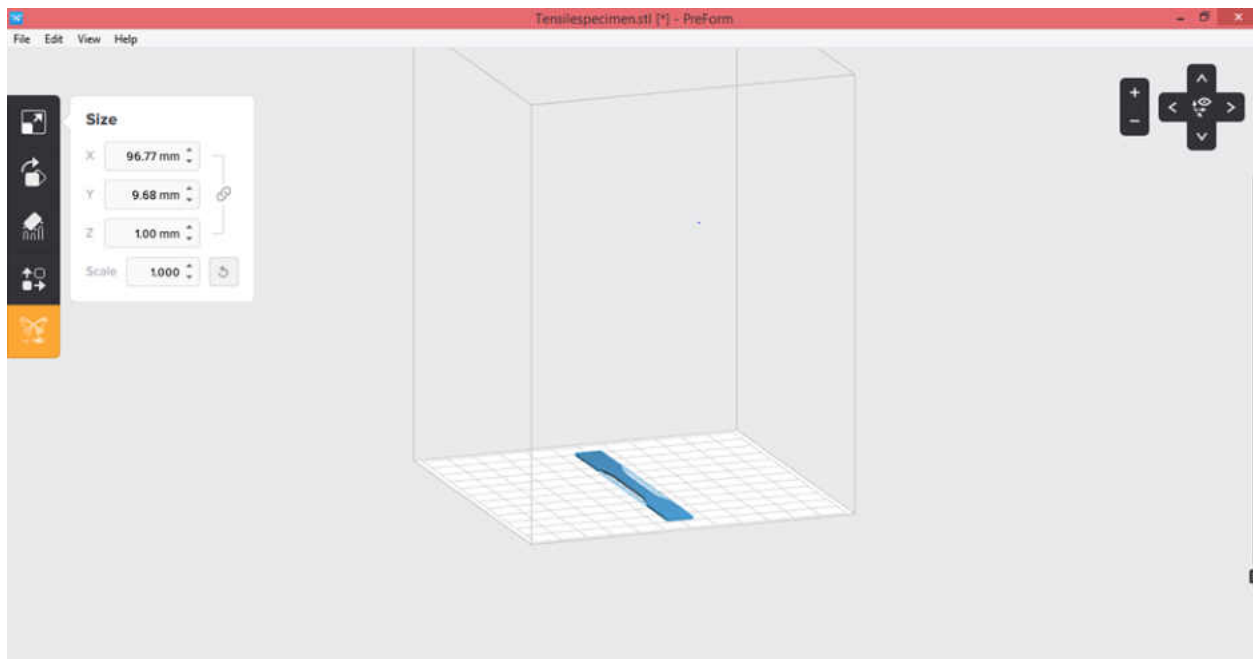 Tensilespecimen.stl [*] - PreForm
File Edit View Help
Size
X 96.77 mm
Y 9.68 mm
Z 1.00 mm
Scale 1.000